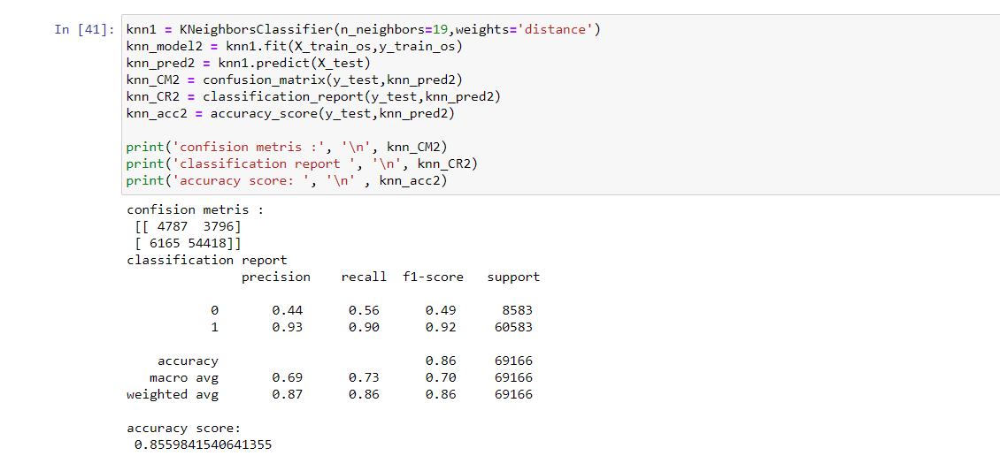 In [41]: knn1 = KNeighborsClassifier(n_neighbors=19,weights='distance')
knn_model2 = knn1.fit(X_train_os,y_train_os)
knn_pred2 = knn1.predict(X_test)
knn_CM2 = confusion_matrix(y_test,knn_pred2)
knn_CR2 = classification_report(y_test,knn_pred2)
knn_acc2 = accuracy_score(y_test,knn_pred2)
print('confision metris :', '\n', knn_CM2)
print('classification report ', '\n', knn_CR2)
print('accuracy score: ', '\n' , knn_acc2)
confision metris :
[[ 4787  3796]
[ 6165 54418]]
classification report
precision recall f1-score support
0 0.44 0.56 0.49 8583
1 0.93 0.90 0.92 60583
accuracy 0.86 69166
macro avg 0.69 0.73 0.70 69166
weighted avg 0.87 0.86 0.86 69166
accuracy score:
0.8559841540641355